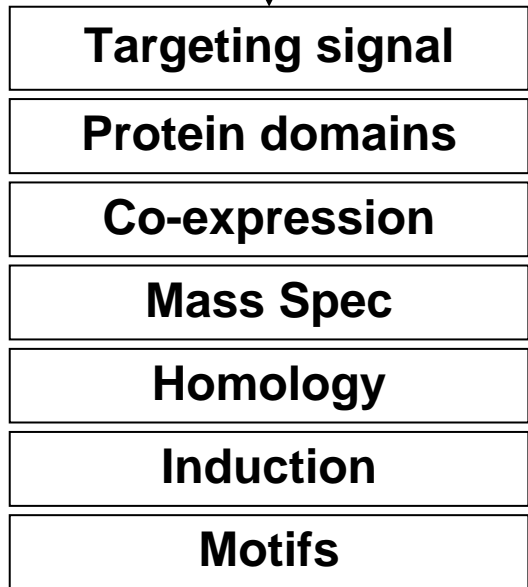 Targeting signal
Protein domains
Co-expression
Mass Spec
Homology
Induction
Motifs